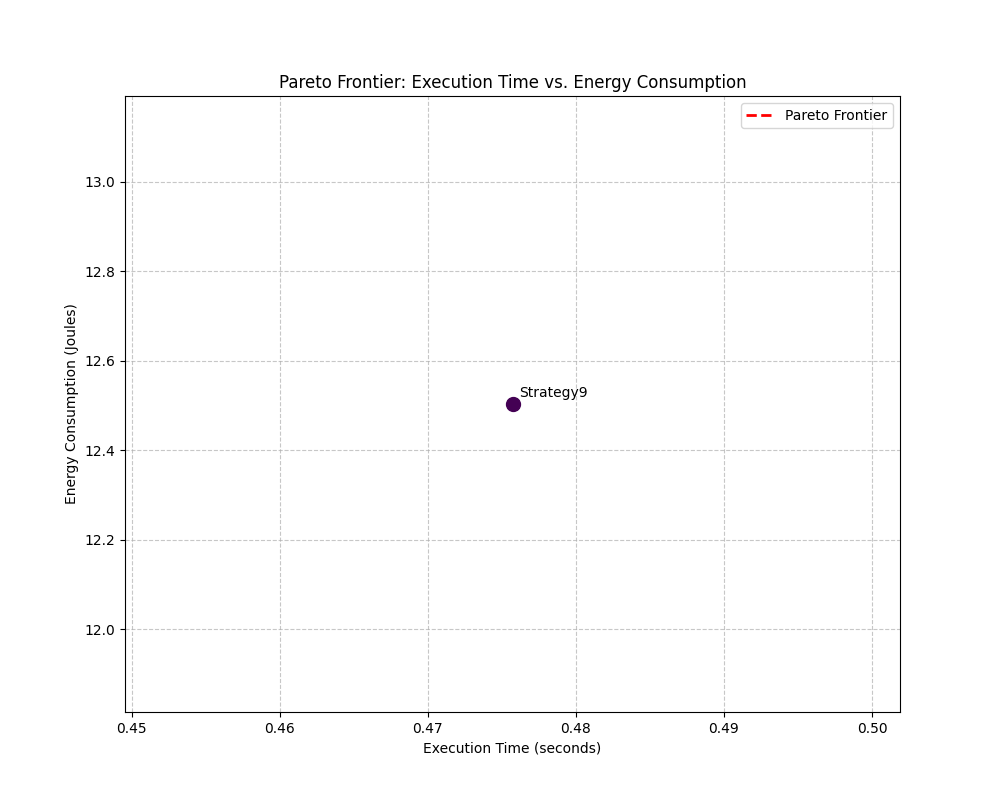 Pareto Frontier: Execution Time vs. Energy Consumption
Pareto Frontier
13.0
12.8
12.6
12.4
12.2
12.0
Energy Consumption (Joules)
Strategy9
0.45 0.46 0.47 0.48 0.49 0.50
Execution Time (seconds)